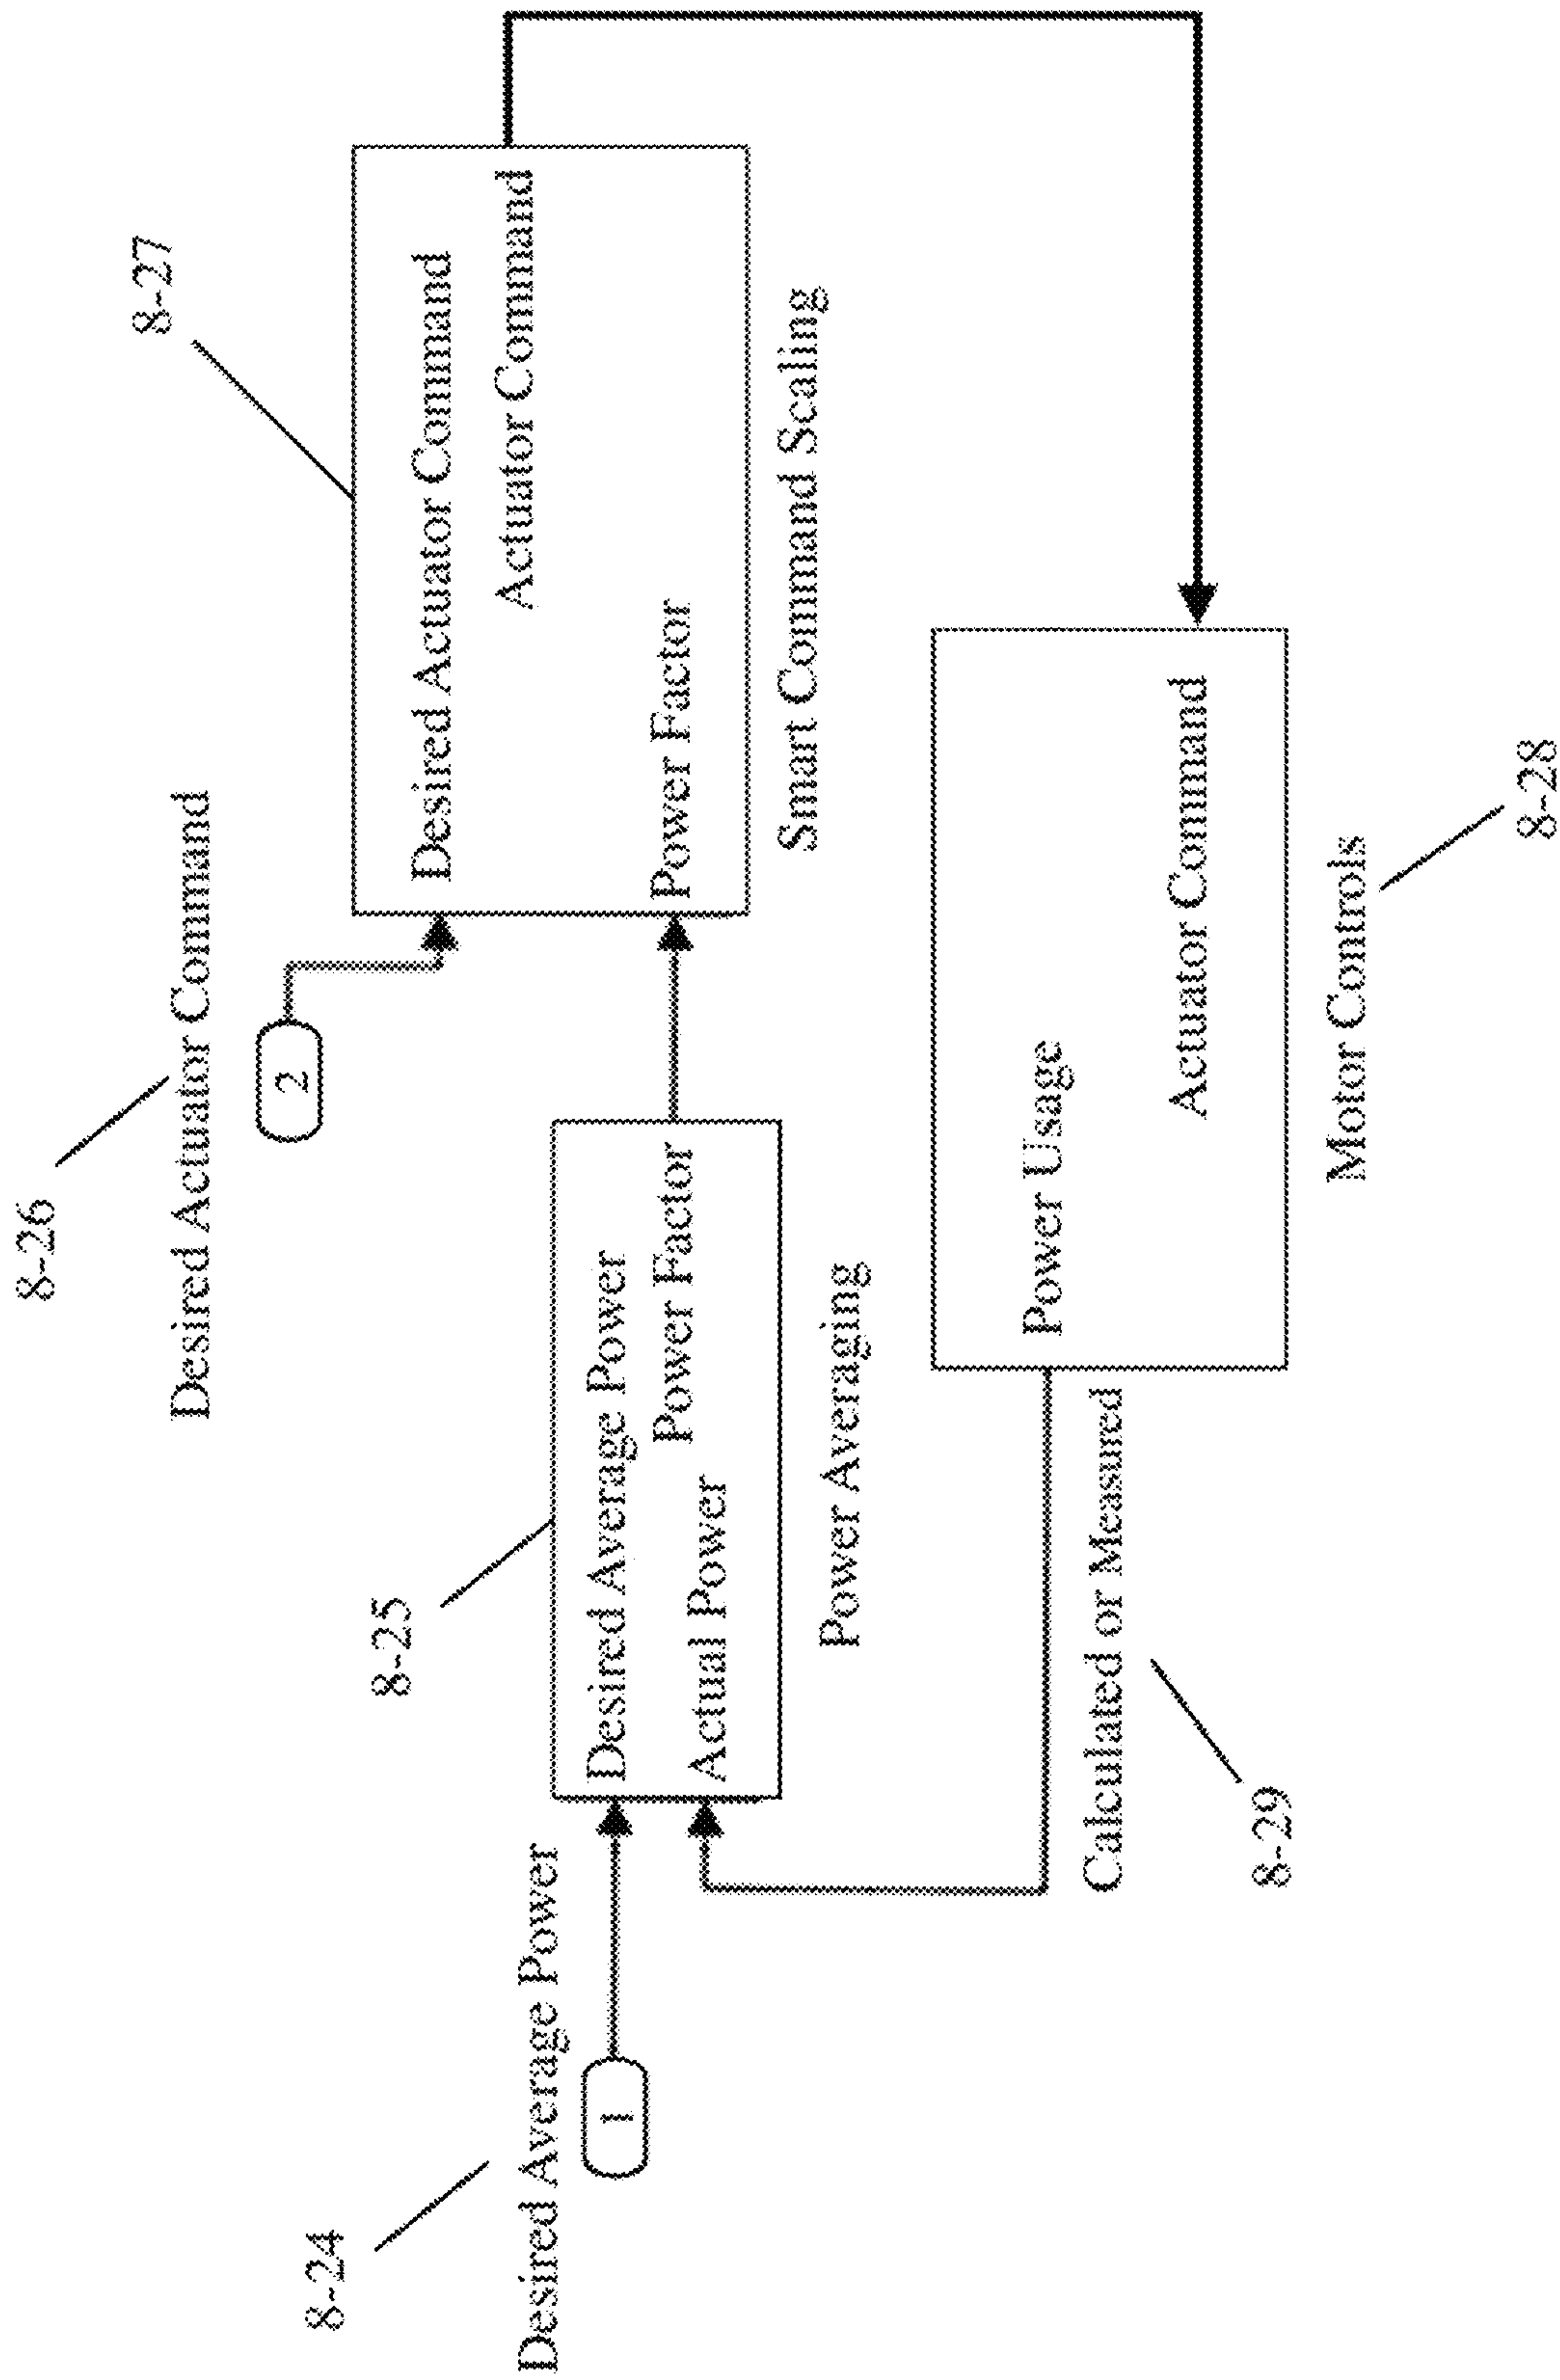 8-24
Desired Average Power
1
8-25
Desired Average Power
Power Factor
Actual Power
Power Averaging
8-26
Desired Actuator Command
2
8-27
Desired Actuator Command
Actuator Command
Power Factor
Smart Command Scaling
Power Usage
Actuator Command
Motor Controls
8-28
Calculated or Measured
8-29